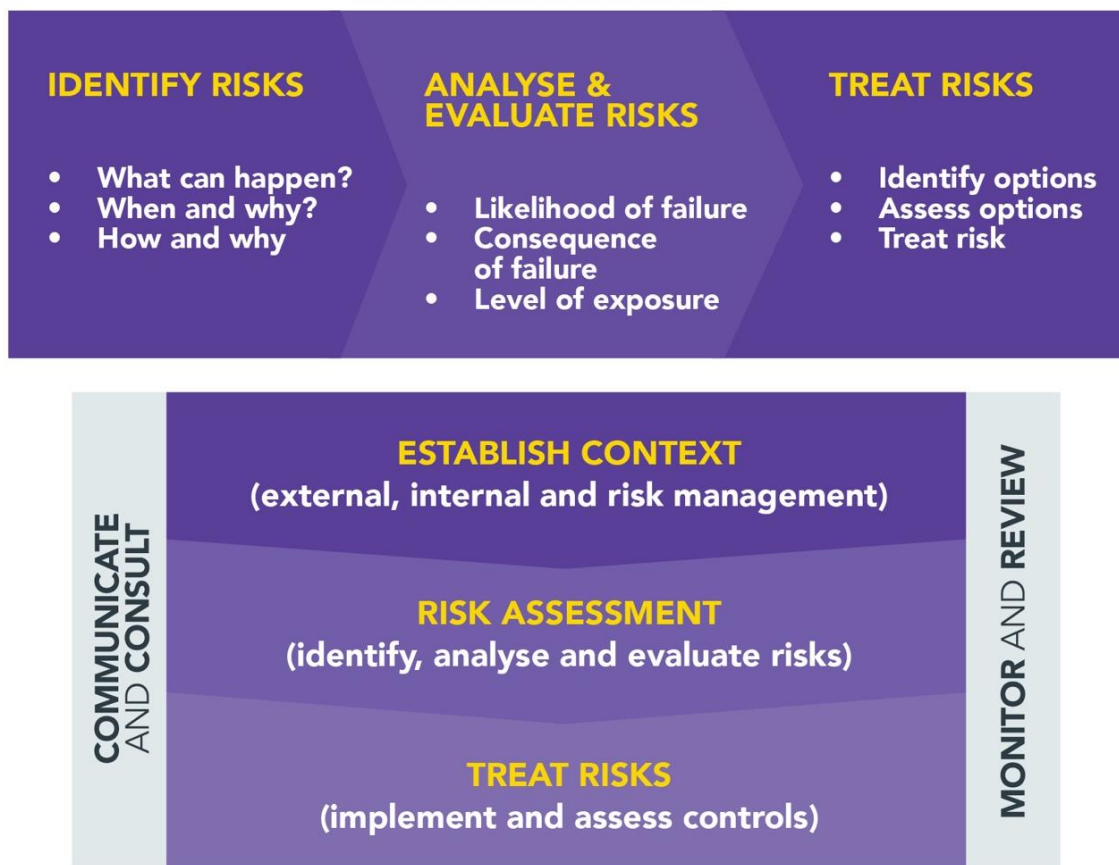 IDENTIFY RISKS
• What can happen?
• When and why?
• How and why
ANALYSE &
EVALUATE RISKS
• Likelihood of failure
• Consequence
of failure
• Level of exposure
TREAT RISKS
• Identify options
• Assess options
• Treat risk
COMMUNICATE
AND CONSULT
ESTABLISH CONTEXT
(external, internal and risk management)
RISK ASSESSMENT
(identify, analyse and evaluate risks)
TREAT RISKS
(implement and assess controls)
MONITOR AND REVIEW